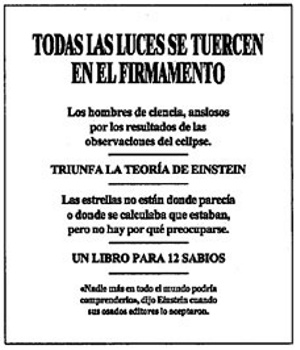 TODAS LAS LUCES SE TUERCEN
EN EL FIRMAMENTO
Los hombres de ciencia, ansiosos
por los resultados de las
observaciones del eclipse.
TRIUNFA LA TEORÍA DE EINSTEIN
Las estrellas no están donde parecía
o donde se calculaba que estaban,
pero no hay por qué preocuparse.
UN LIBRO PARA 12 SABIOS
«Nadie más en todo el mundo podría
comprenderlo», dijo Einstein cuando
sus osados editores lo aceptaron.